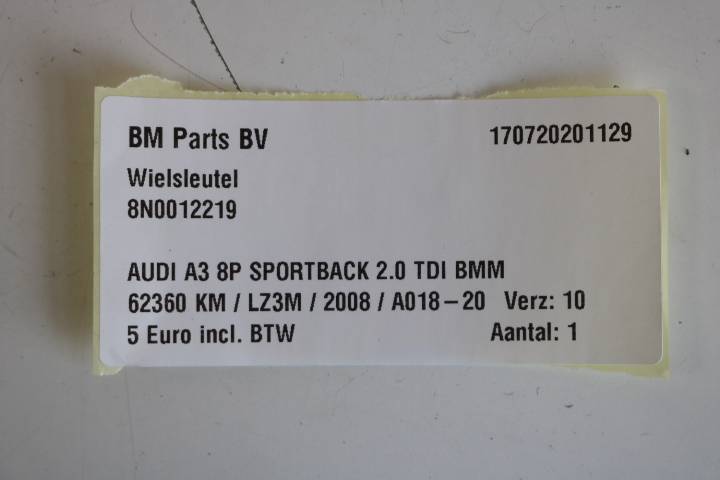 BM Parts BV 170720201129
Wielsleutel
8N0012219
AUDI A3 8P SPORTBACK 2.0 TDI BMM
62360 KM / LZ3M / 2008 / A018-20 Verz: 10
5 Euro incl. BTW Aantal: 1